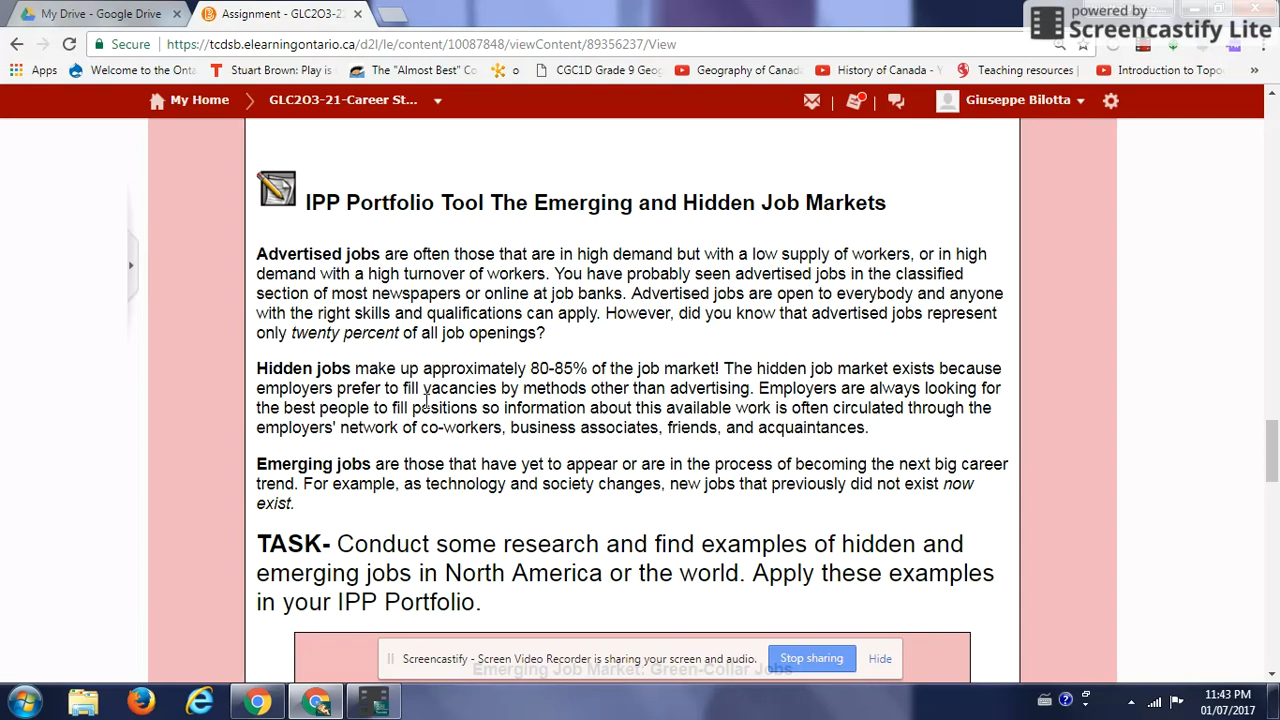 My Drive - Google Drive
Assignment - GLC2O3-2
powered by
Screencastify Lite
Secure
https://tcdsb.elearningontario.ca/d2l/le/content/10087848/viewContent/89356237/View
Apps
Welcome to the Onta
Stuart Brown: Play is
The "Almost Best" Co
o
CGC1D Grade 9 Geog
Geography of Canada
History of Canada - Y
Teaching resources
Introduction to Topo
»
My Home
GLC2O3-21-Career St...
Giuseppe Bilotta
IPP Portfolio Tool The Emerging and Hidden Job Markets
Advertised jobs are often those that are in high demand but with a low supply of workers, or in high
demand with a high turnover of workers. You have probably seen advertised jobs in the classified
section of most newspapers or online at job banks. Advertised jobs are open to everybody and anyone
with the right skills and qualifications can apply. However, did you know that advertised jobs represent
only twenty percent of all job openings?
Hidden jobs make up approximately 80-85% of the job market! The hidden job market exists because
employers prefer to fill vacancies by methods other than advertising. Employers are always looking for
the best people to fill positions so information about this available work is often circulated through the
employers' network of co-workers, business associates, friends, and acquaintances.
Emerging jobs are those that have yet to appear or are in the process of becoming the next big career
trend. For example, as technology and society changes, new jobs that previously did not exist now
exist.
TASK- Conduct some research and find examples of hidden and
emerging jobs in North America or the world. Apply these examples
in your IPP Portfolio.
Screencastify - Screen Video Recorder is sharing your screen and audio.
Stop sharing
Hide
Emerging Job Market: Green-Collar Jobs
11:43 PM
01/07/2017